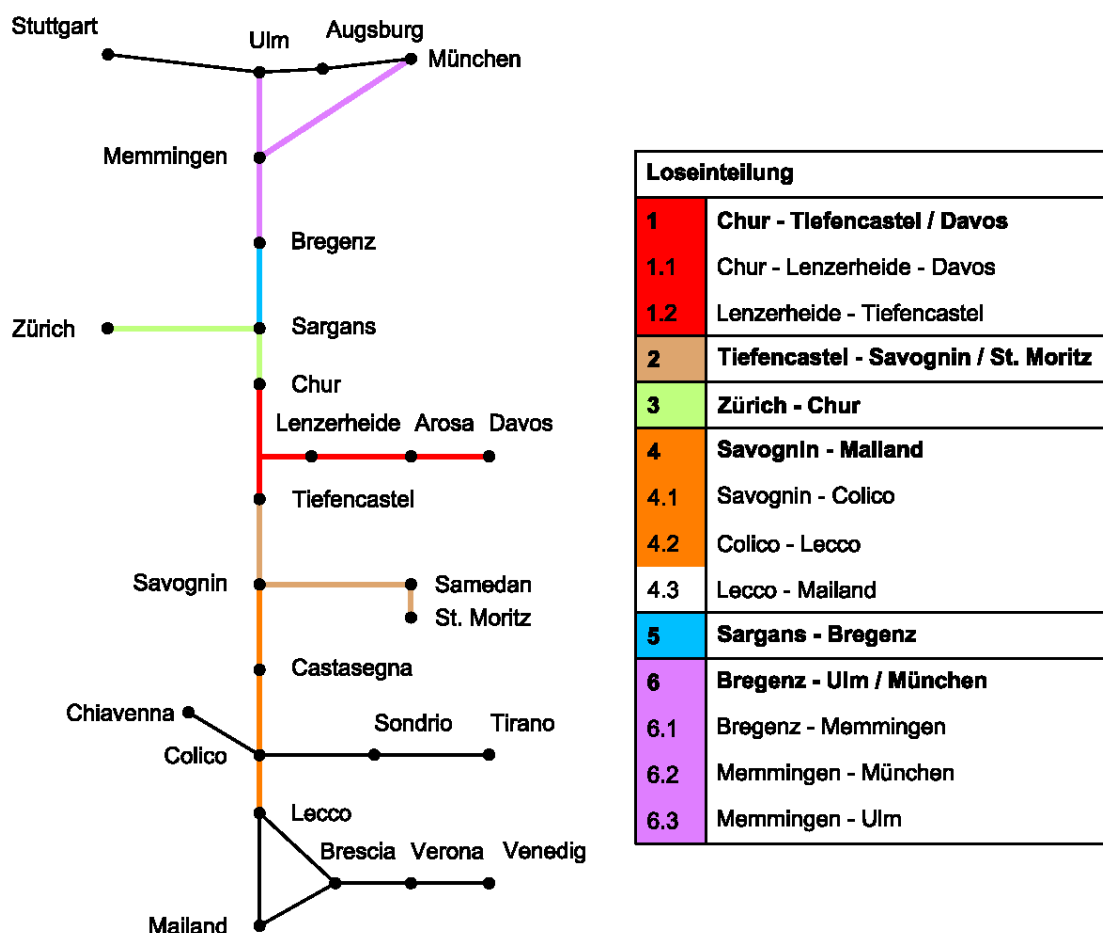 Stuttgart
Ulm
Augsburg
München
Memmingen
Bregenz
Zürich
Sargans
Chur
Lenzerheide Arosa Davos
Tiefencastel
Savognin
Samedan
St. Moritz
Castasegna
Chiavenna
Sondrio Tirano
Colico
Lecco
Brescia Verona Venedig
Mailand
Loseinteilung
1 Chur - Tiefencastel / Davos
1.1 Chur - Lenzerheide - Davos
1.2 Lenzerheide - Tiefencastel
2 Tiefencastel - Savognin / St. Moritz
3 Zürich - Chur
4 Savognin - Mailand
4.1 Savognin - Colico
4.2 Colico - Lecco
4.3 Lecco - Mailand
5 Sargans - Bregenz
6 Bregenz - Ulm / München
6.1 Bregenz - Memmingen
6.2 Memmingen - München
6.3 Memmingen - Ulm